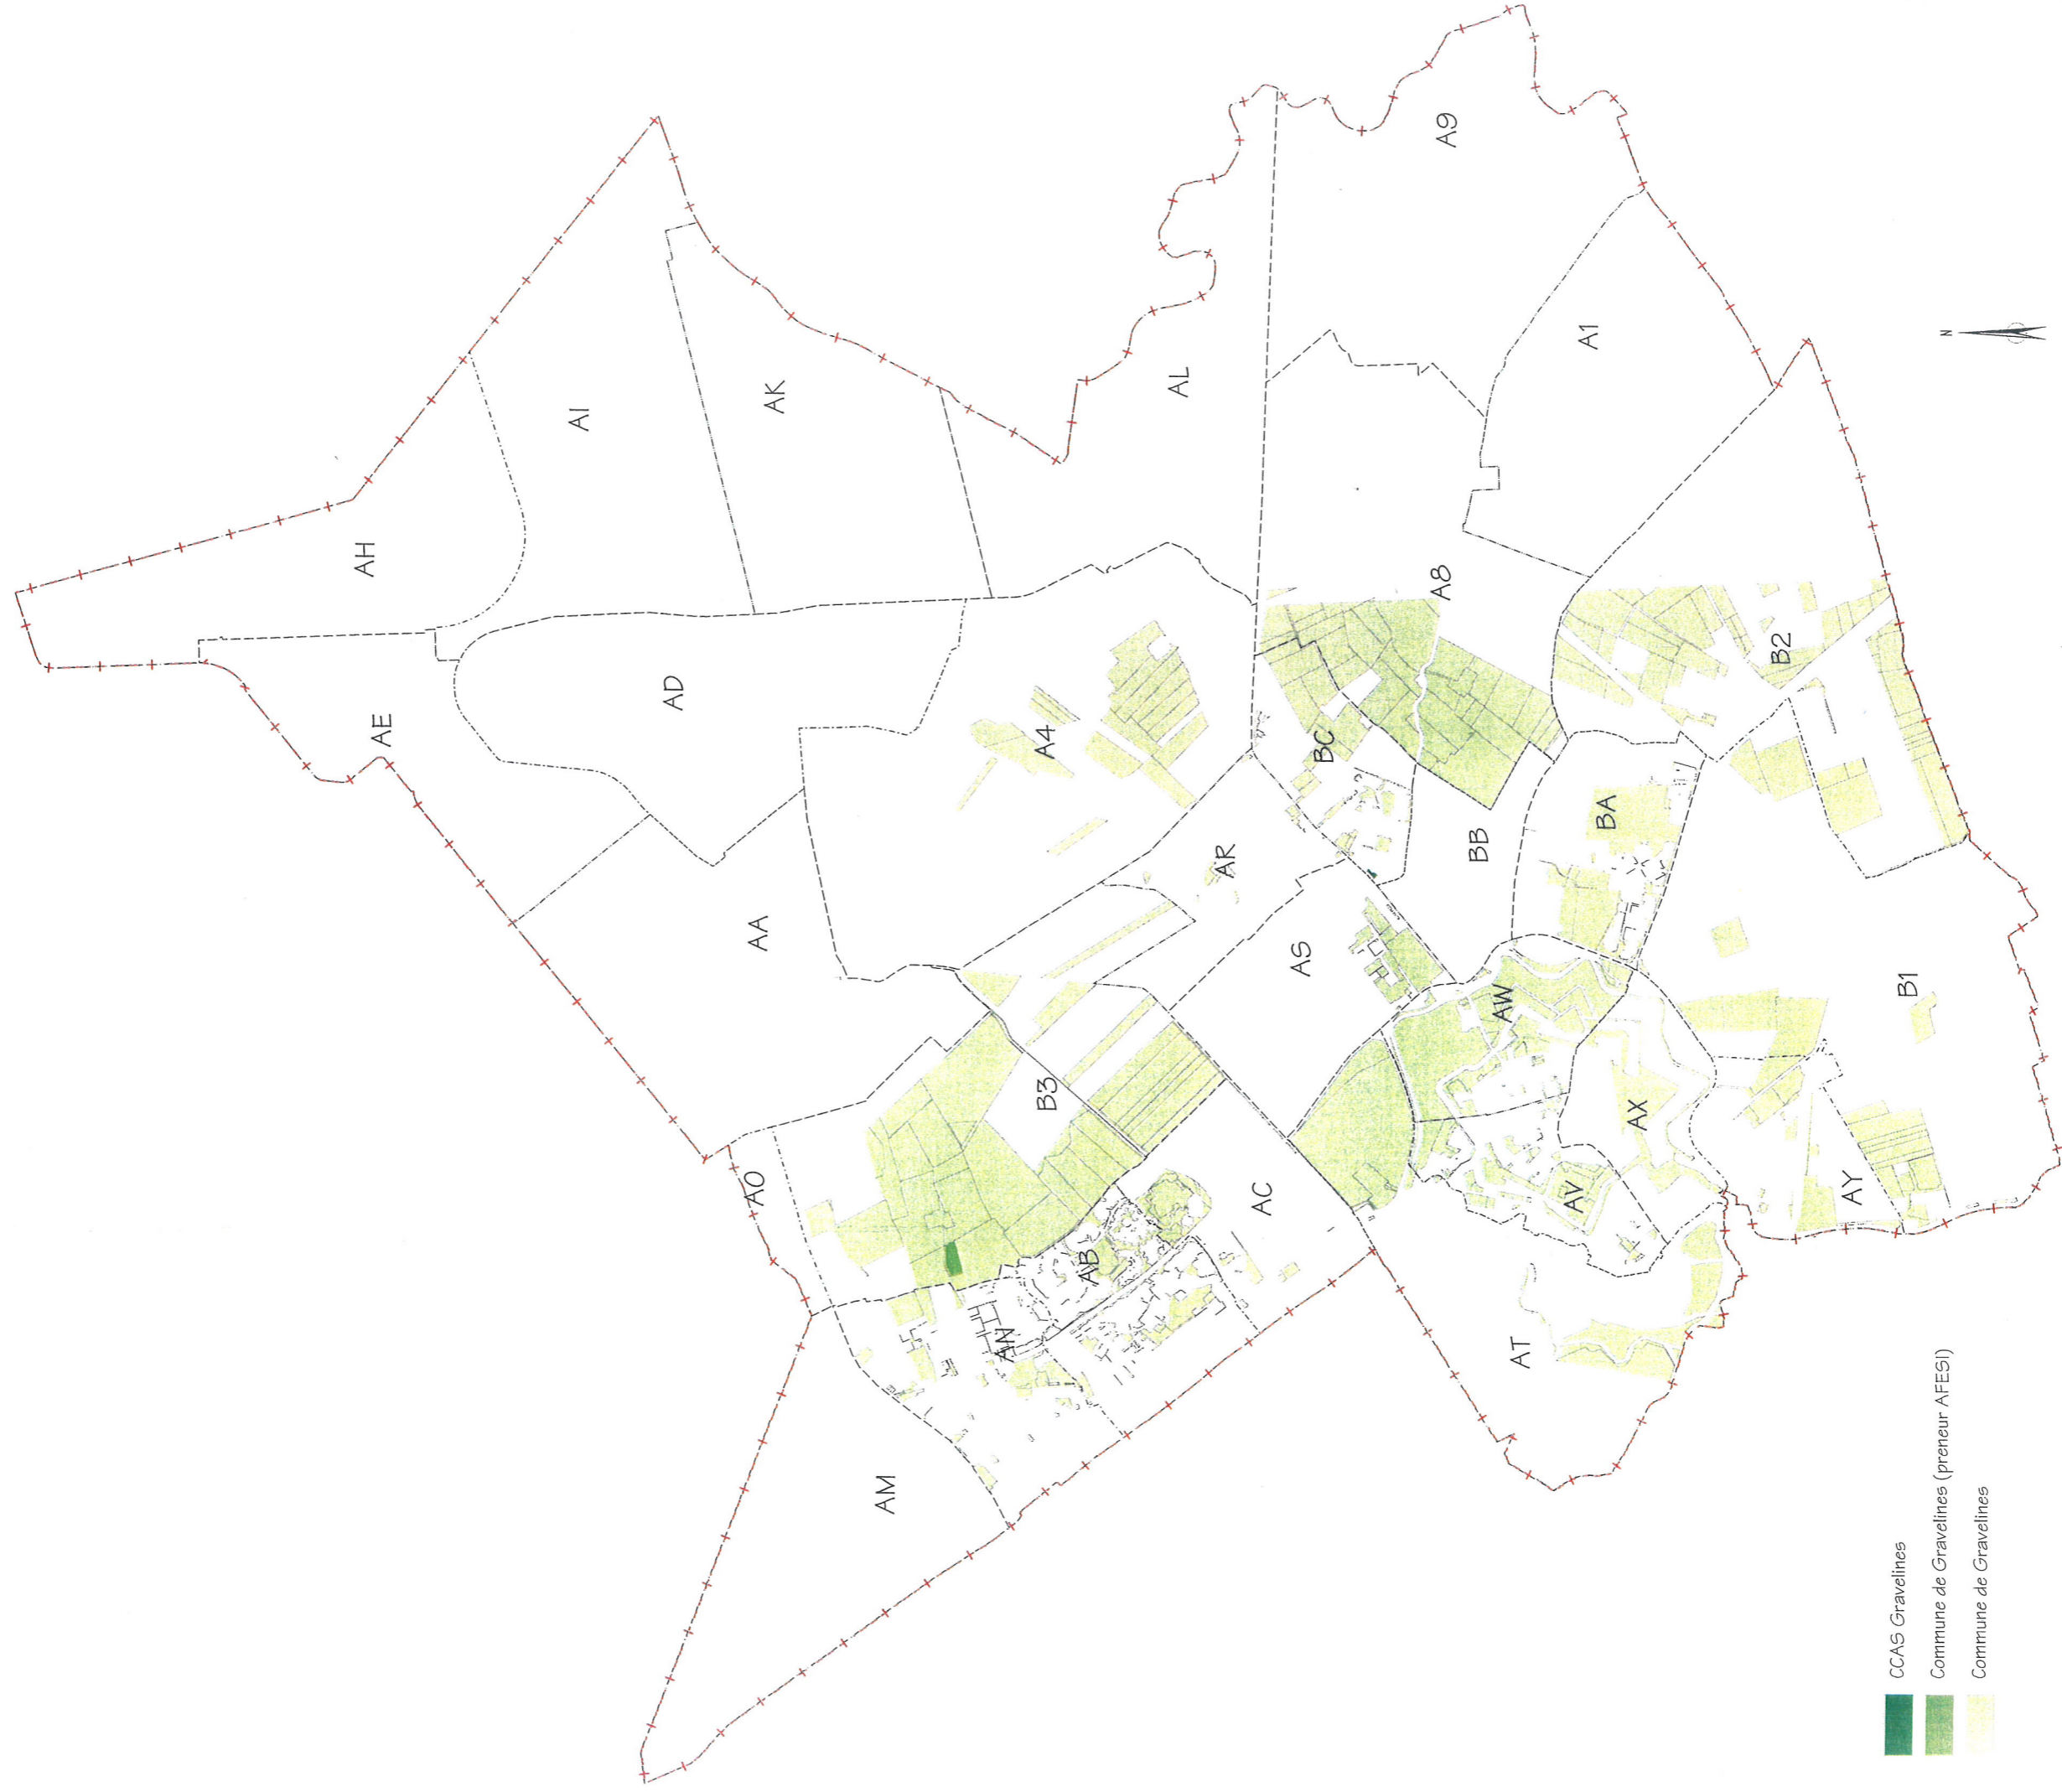 AH
AE
AI
AD
AK
AA
AO
A4
AL
A9
AM
B3
AR
A1
AN
AB
AC
AS
BC
A8
BB
AW
BA
B2
AT
AV
AX
B1
AY
N
CCAS Gravelines
Commune de Gravelines (preneur AFESI)
Commune de Gravelines